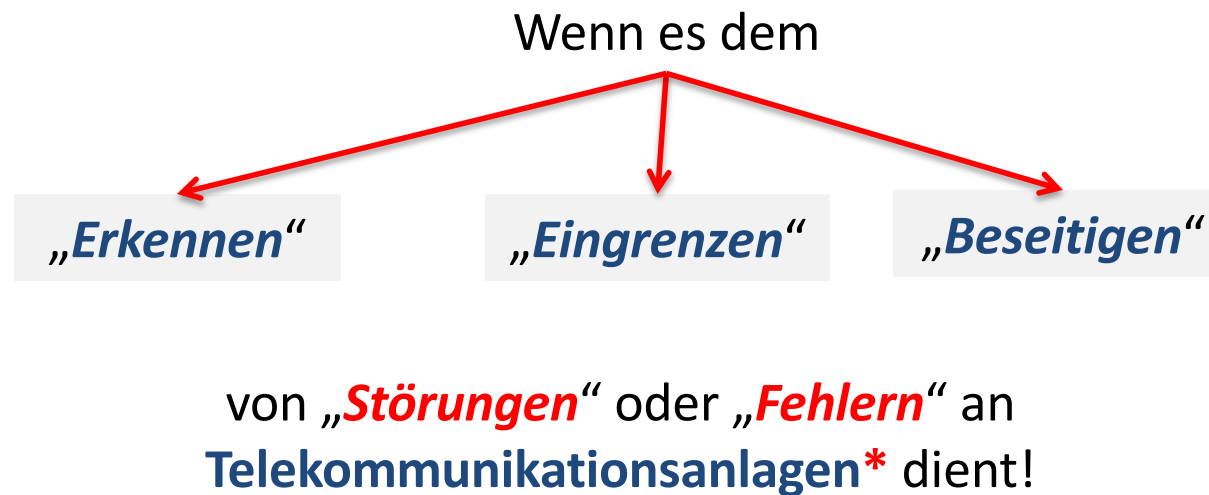 Wenn es dem
„Erkennen“ „Eingrenzen“ „Beseitigen“
von „Störungen“ oder „Fehlern“ an
Telekommunikationsanlagen* dient!